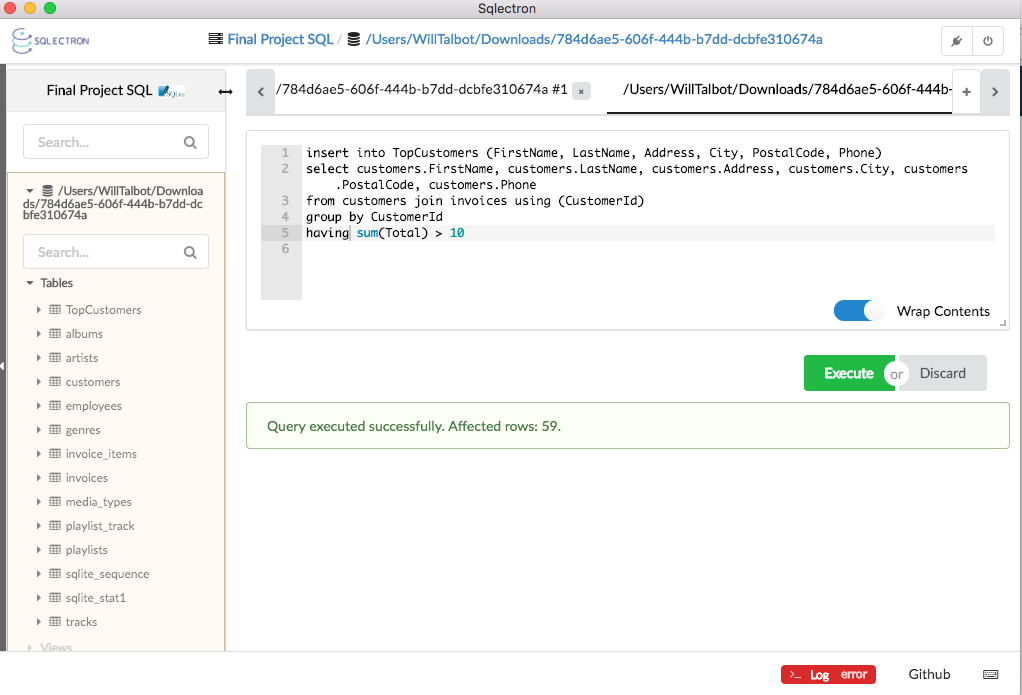 Sqlectron
SQLECTRON
Final Project SQL / /Users/WillTalbot/Downloads/784d6ae5-606f-444b-b7dd-dcbfe310674a
Final Project SQL SQLite
/784d6ae5-606f-444b-b7dd-dcbfe310674a #1 ×
/Users/WillTalbot/Downloads/784d6ae5-606f-444b- +
Search...
/Users/WillTalbot/Downloa
ds/784d6ae5-606f-444b-b7dd-dc
bfe310674a
Search...
Tables
TopCustomers
albums
artists
customers
employees
genres
invoice_items
invoices
media_types
playlist_track
playlists
sqlite_sequence
sqlite_stat1
tracks
Views
1 insert into TopCustomers (FirstName, LastName, Address, City, PostalCode, Phone)
2 select customers.FirstName, customers.LastName, customers.Address, customers.City, customers
.PostalCode, customers.Phone
3 from customers join invoices using (CustomerId)
4 group by CustomerId
5 having sum(Total) > 10
6
Wrap Contents
Execute or Discard
Query executed successfully. Affected rows: 59.
>_ Log error Github